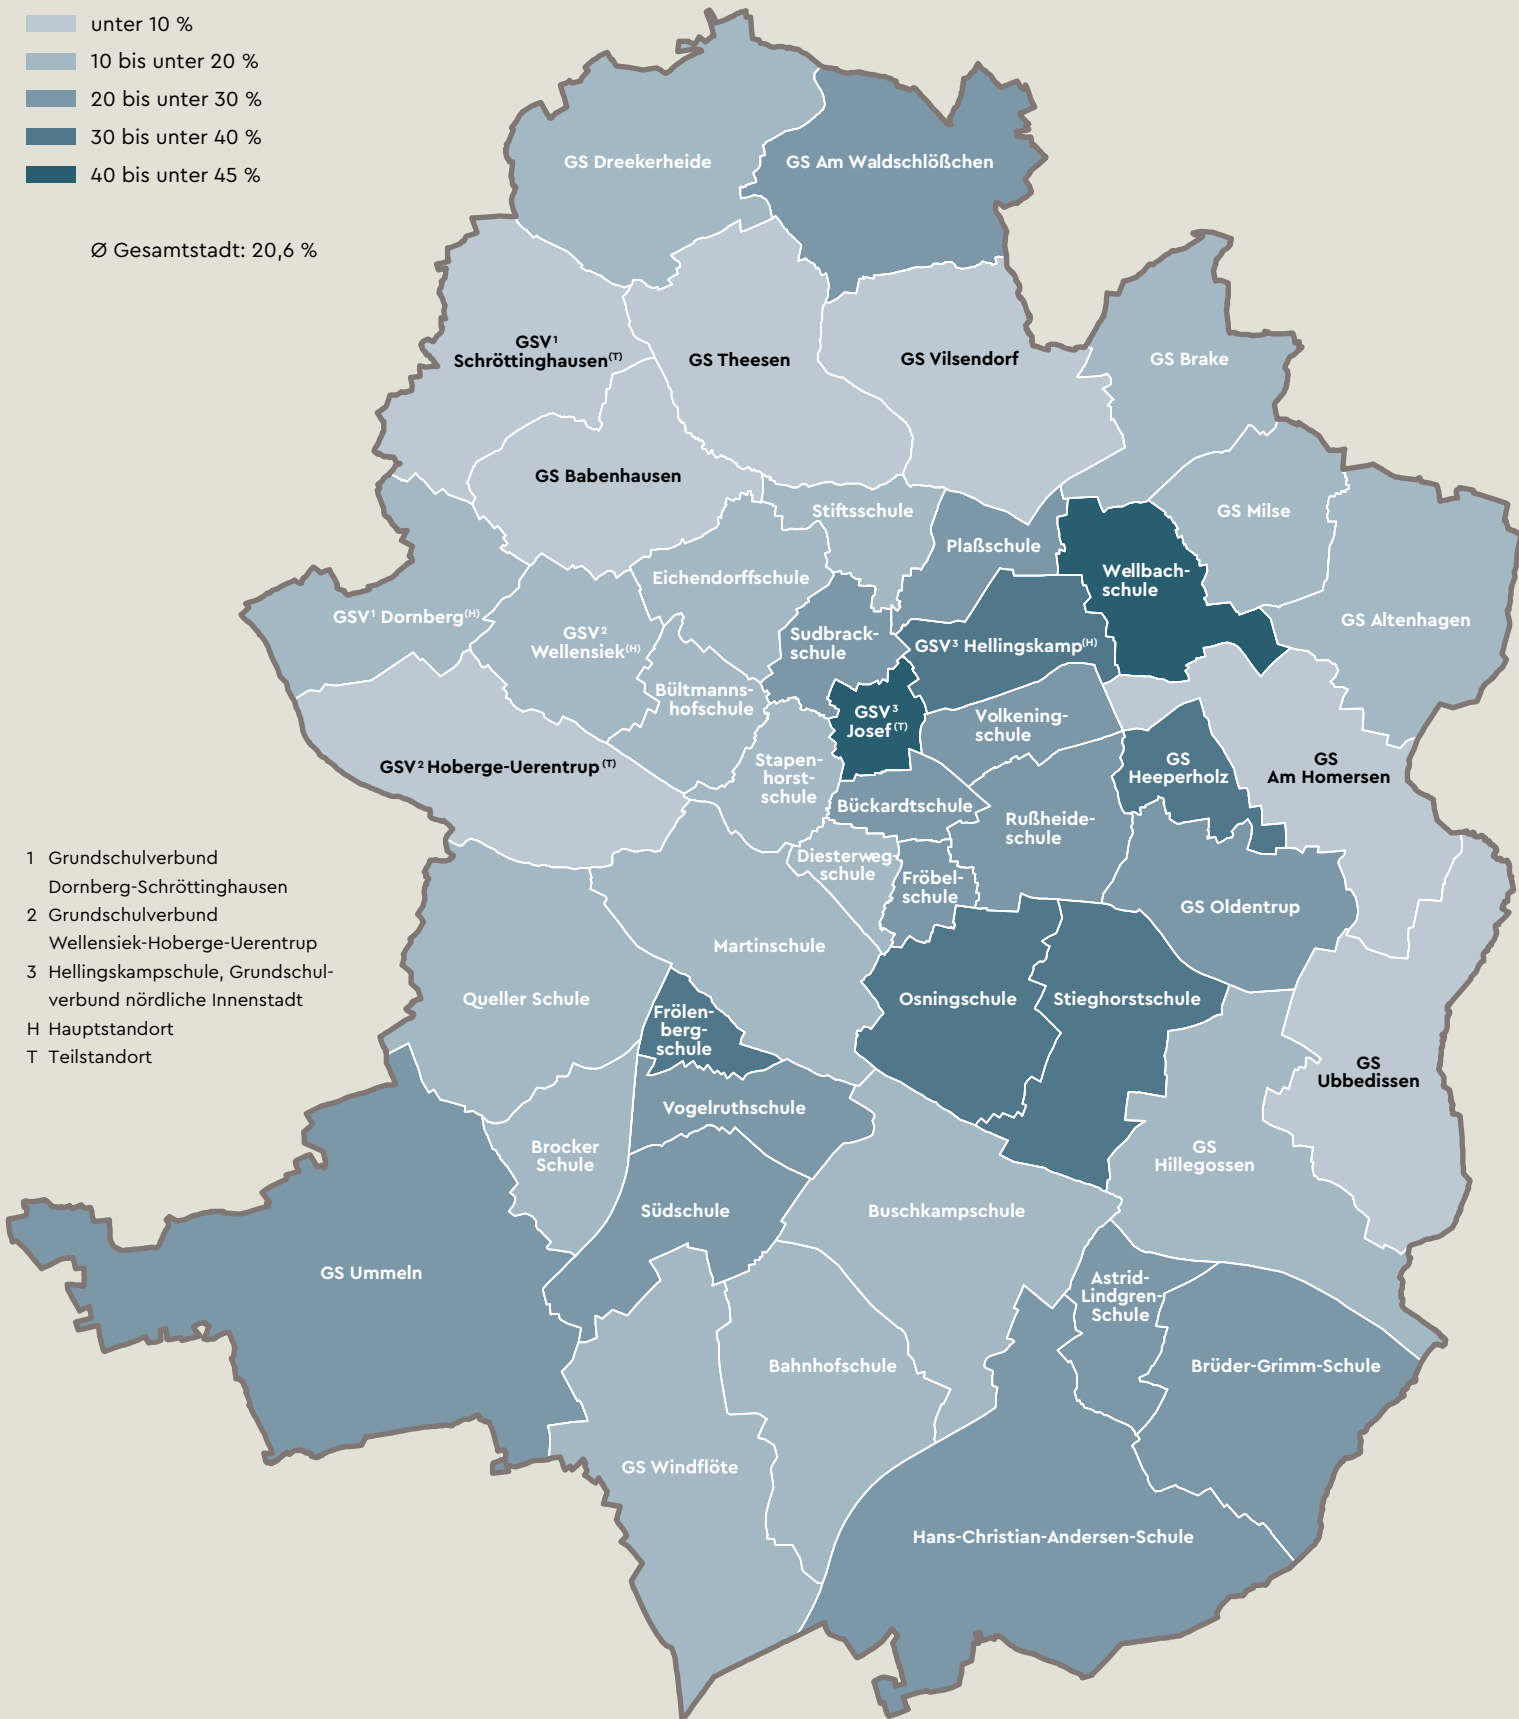 unter 10 %
10 bis unter 20 %
20 bis unter 30 %
30 bis unter 40 %
40 bis unter 45 %
Ø Gesamtstadt: 20,6 %
GS Dreekerheide
GS Am Waldschlößchen
GSV¹
Schröttinghausen(T)
GS Theesen
GS Vilsendorf
GS Brake
GS Babenhausen
Stiftsschule
GS Milse
Plaßschule
Eichendorffschule
Wellbach-
schule
GSV¹ Dornberg(H)
GSV²
Wellensiek(H)
Sudbrack-
schule
GSV³ Hellingskamp(H)
GS Altenhagen
Bültmanns-
hofschule
GSV³
Josef(T)
Volkening-
schule
GSV² Hoberge-Uerentrup(T)
Stapen-
horst-
schule
GS
Heeperholz
GS
Am Homersen
Bückardtschule
Rußheide-
schule
Diesterweg-
schule
Fröbel-
schule
GS Oldentrup
1 Grundschulverbund
Dornberg-Schröttinghausen
2 Grundschulverbund
Wellensiek-Hoberge-Uerentrup
3 Hellingskampschule, Grundschul-
verbund nördliche Innenstadt
H Hauptstandort
T Teilstandort
Martinschule
Queller Schule
Frölen-
berg-
schule
Osningschule
Stieghorstschule
GS
Ubbedissen
Vogelruthschule
Brocker
Schule
GS
Hillegossen
Südschule
Buschkampschule
GS Ummeln
Astrid-
Lindgren-
Schule
Bahnhofschule
Brüder-Grimm-Schule
GS Windflöte
Hans-Christian-Andersen-Schule